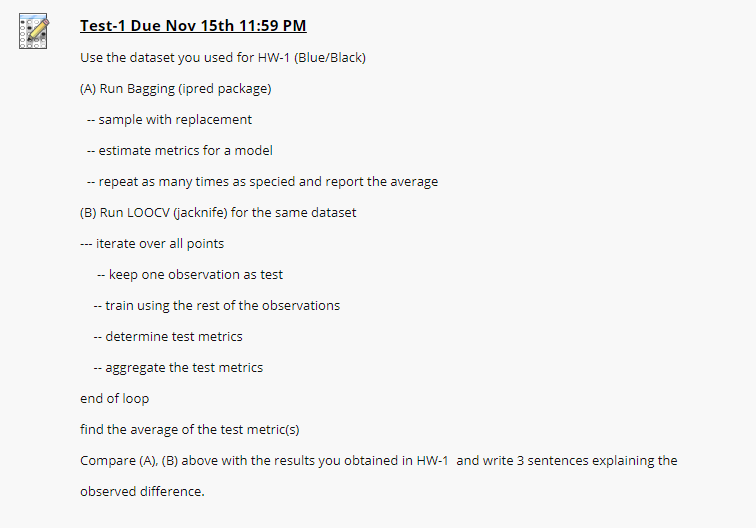 Test-1 Due Nov 15th 11:59 PM
Use the dataset you used for HW-1 (Blue/Black)
(A) Run Bagging (ipred package)
-- sample with replacement
-- estimate metrics for a model
-- repeat as many times as specied and report the average
(B) Run LOOCV (jacknife) for the same dataset
--- iterate over all points
-- keep one observation as test
-- train using the rest of the observations
-- determine test metrics
-- aggregate the test metrics
end of loop
find the average of the test metric(s)
Compare (A), (B) above with the results you obtained in HW-1  and write 3 sentences explaining the
observed difference.